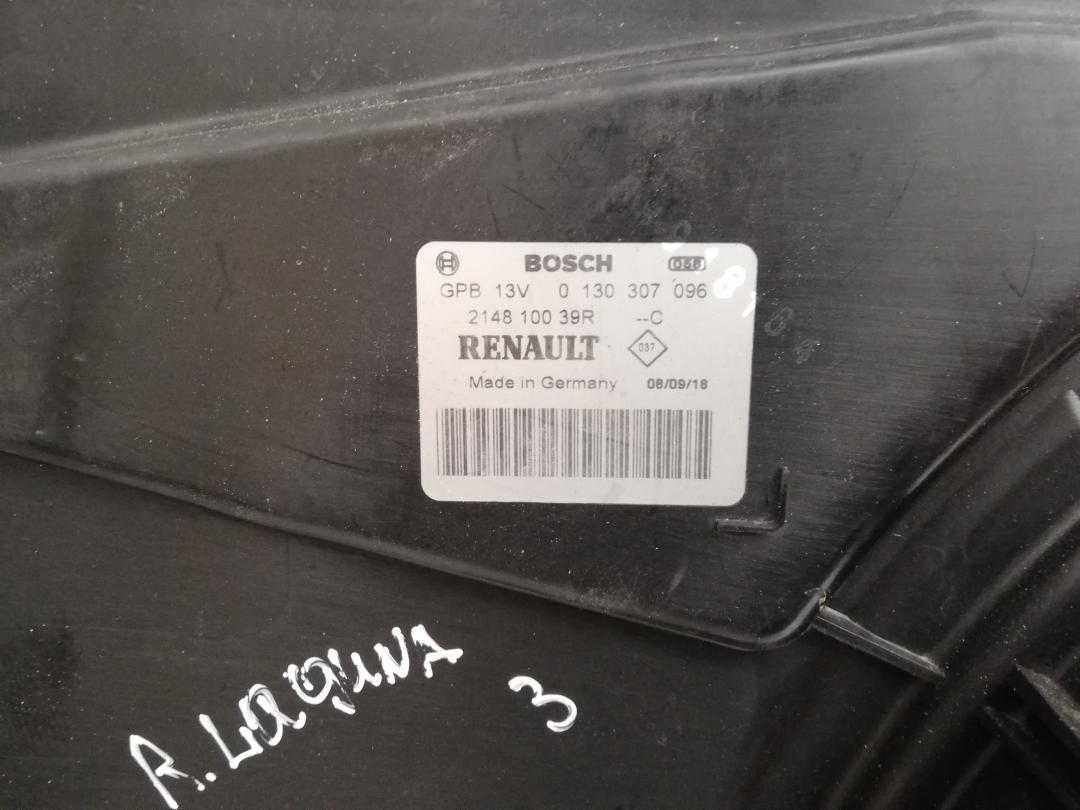 BOSCH
GPB 13V 0 130 307 096
2148 100 39R --C
RENAULT 037
Made in Germany 08/09/18
R. LAGUNA
3